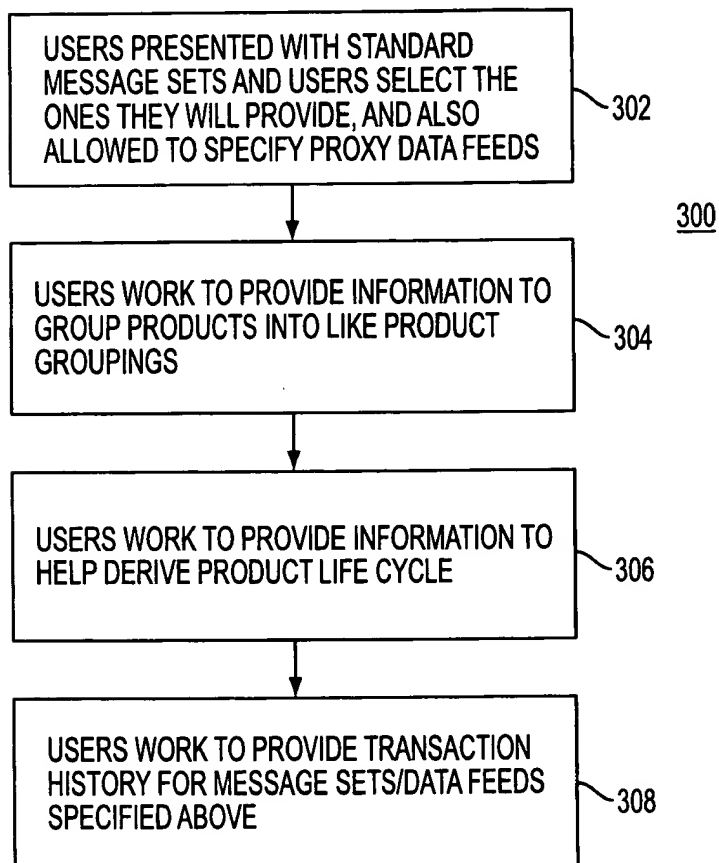 USERS PRESENTED WITH STANDARD
MESSAGE SETS AND USERS SELECT THE
ONES THEY WILL PROVIDE, AND ALSO
ALLOWED TO SPECIFY PROXY DATA FEEDS
302
300
USERS WORK TO PROVIDE INFORMATION TO
GROUP PRODUCTS INTO LIKE PRODUCT
GROUPINGS
304
USERS WORK TO PROVIDE INFORMATION TO
HELP DERIVE PRODUCT LIFE CYCLE
306
USERS WORK TO PROVIDE TRANSACTION
HISTORY FOR MESSAGE SETS/DATA FEEDS
SPECIFIED ABOVE
308